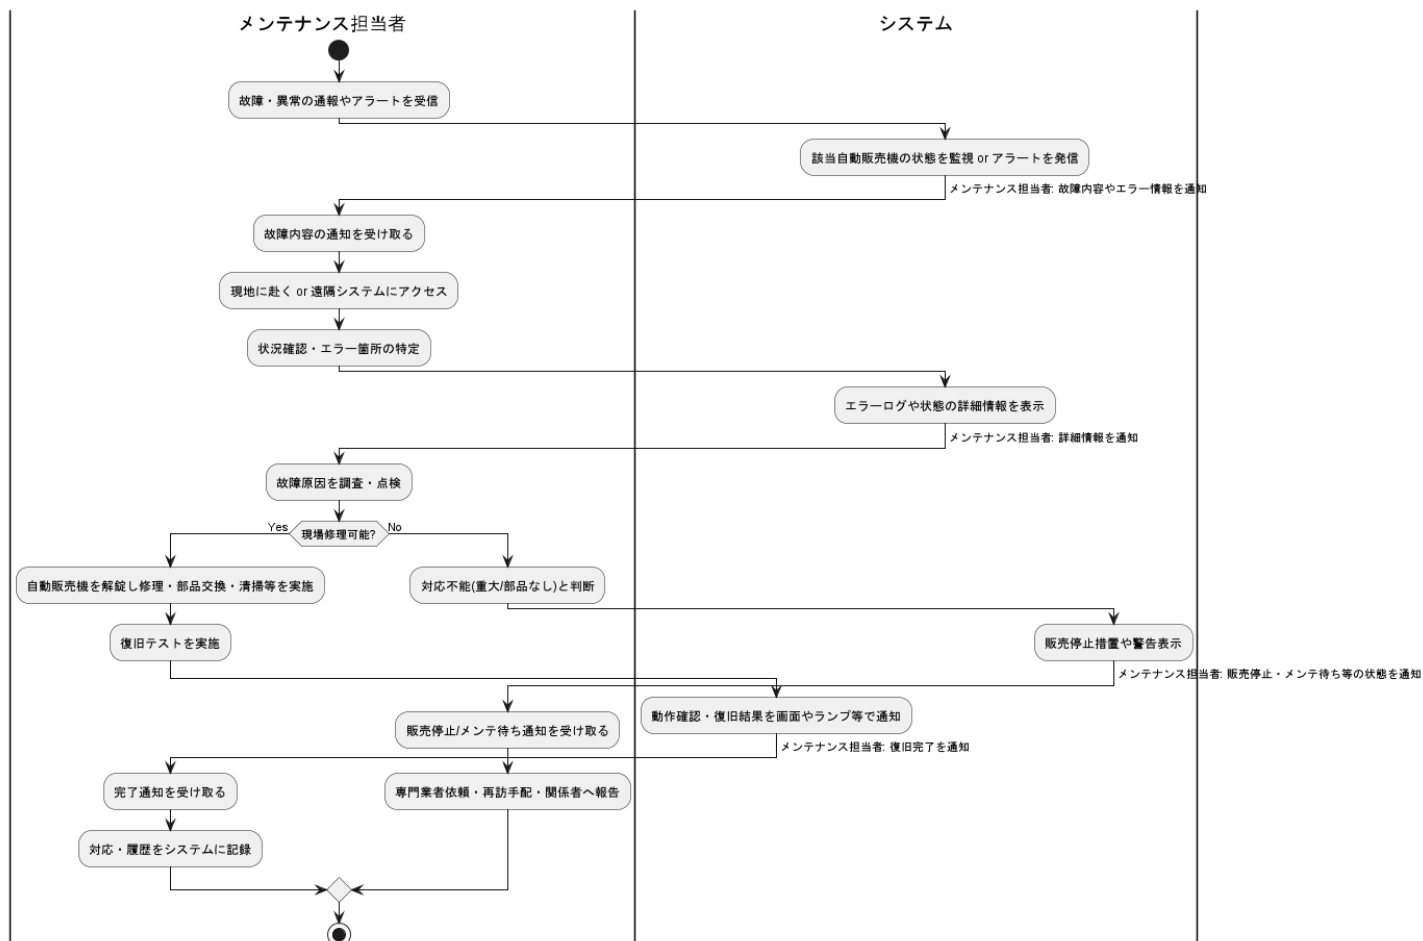 メンテナンス担当者
システム
故障・異常の通報やアラートを受信
該当自動販売機の状態を監視 or アラートを発信
メンテナンス担当者: 故障内容やエラー情報を通知
故障内容の通知を受け取る
現地に赴く or 遠隔システムにアクセス
状況確認・エラー箇所の特定
エラーログや状態の詳細情報を表示
メンテナンス担当者: 詳細情報を通知
故障原因を調査・点検
Yes
現場修理可能?
No
自動販売機を解錠し修理・部品交換・清掃等を実施
対応不能(重大/部品なし)と判断
復旧テストを実施
販売停止措置や警告表示
メンテナンス担当者: 販売停止・メンテ待ち等の状態を通知
動作確認・復旧結果を画面やランプ等で通知
販売停止/メンテ待ち通知を受け取る
メンテナンス担当者: 復旧完了を通知
完了通知を受け取る
専門業者依頼・再訪手配・関係者へ報告
対応・履歴をシステムに記録